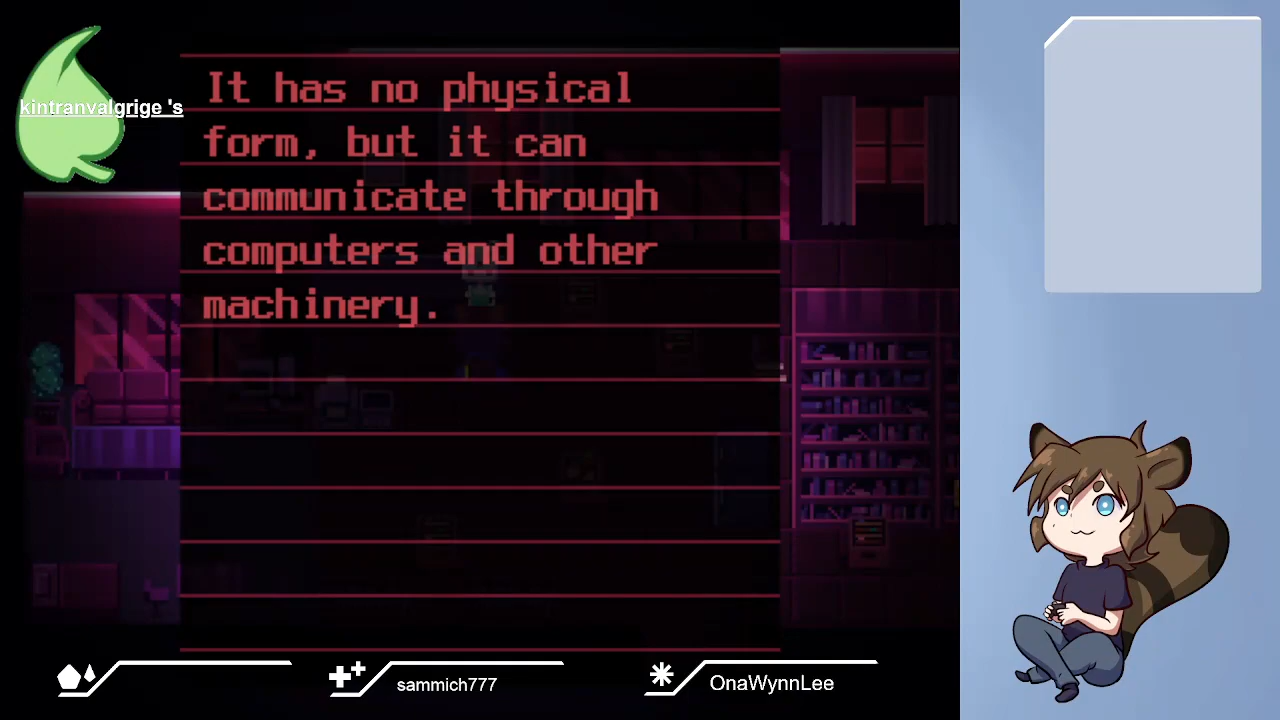 It has no physical
form, but it can
communicate through
computers and other
machinery.
kintranvalgrige 's
sammich777
OnaWynnLee